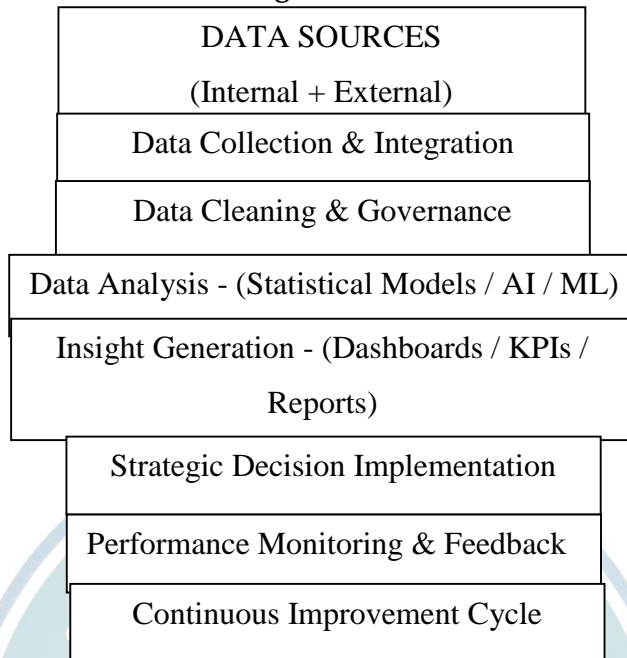 DATA SOURCES
(Internal + External)
Data Collection & Integration
Data Cleaning & Governance
Data Analysis - (Statistical Models / AI / ML)
Insight Generation - (Dashboards / KPIs /
Reports)
Strategic Decision Implementation
Performance Monitoring & Feedback
Continuous Improvement Cycle